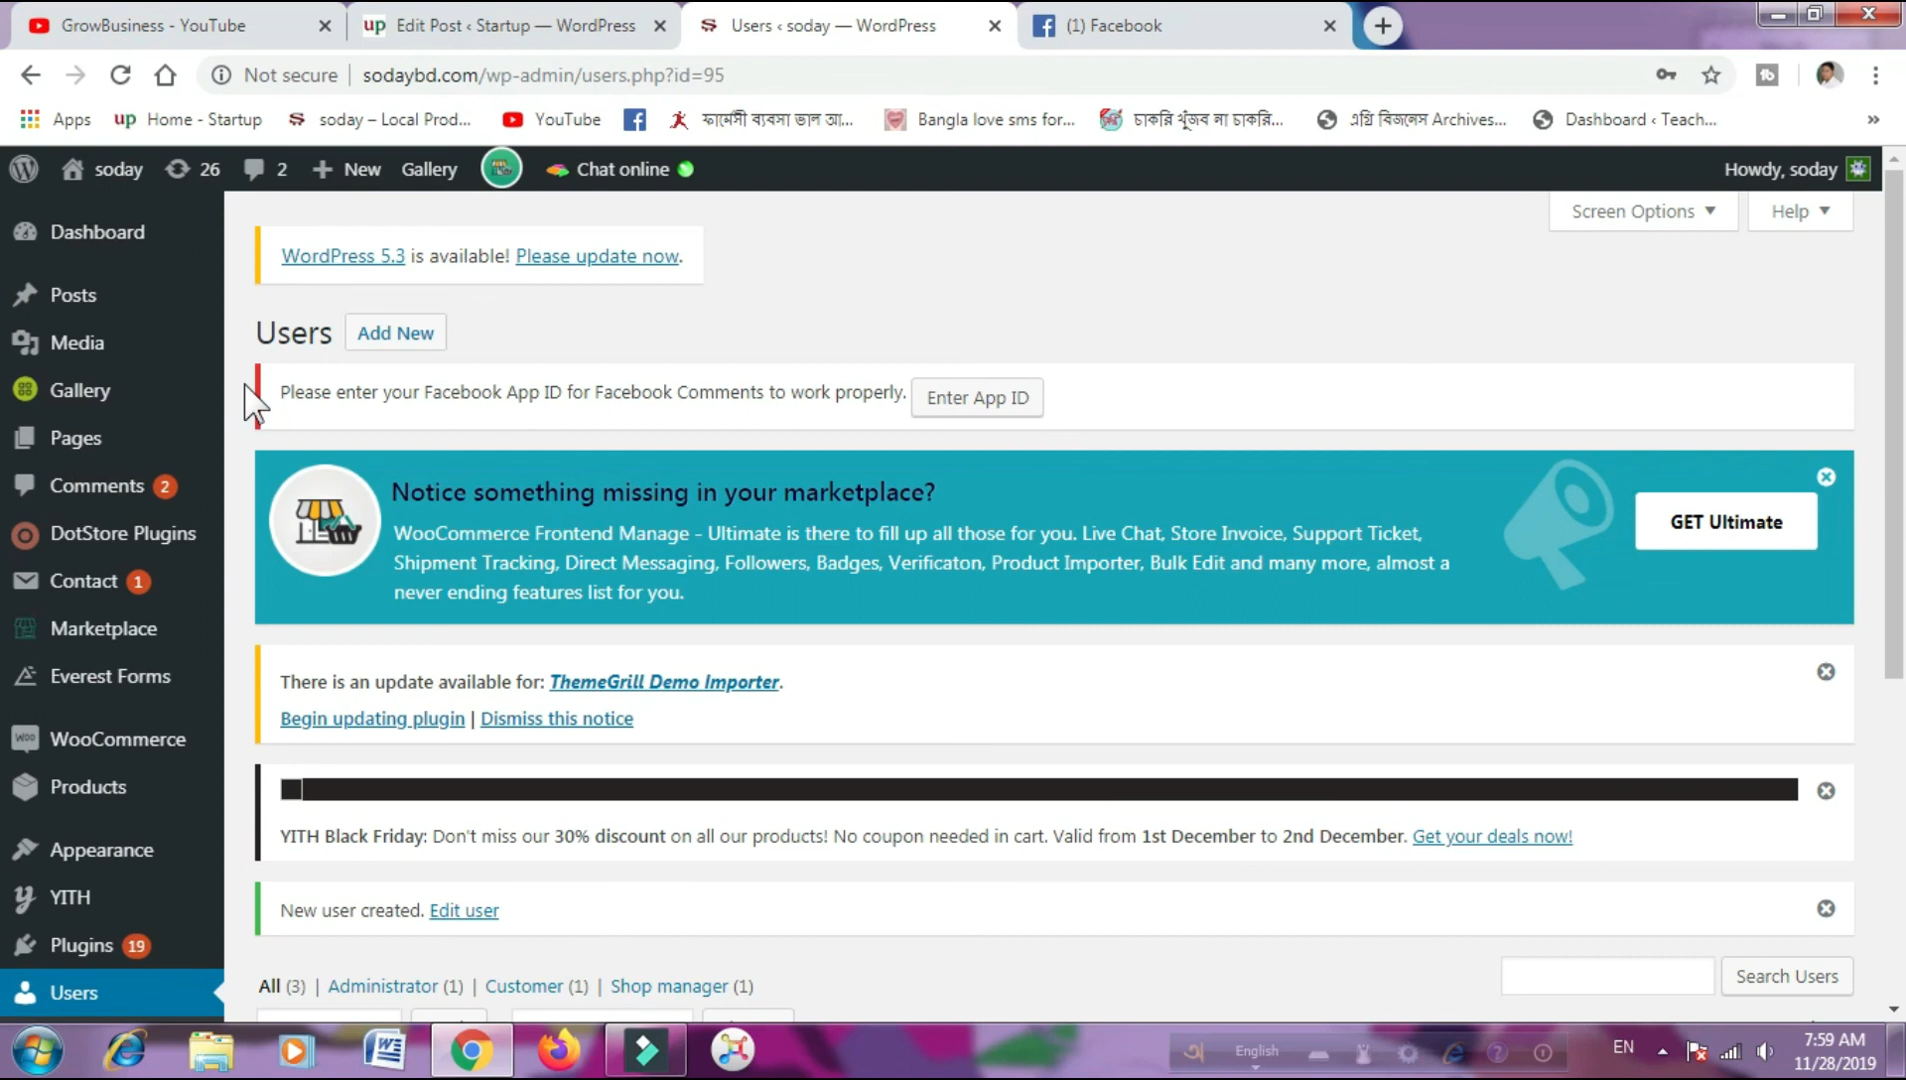 GrowBusiness - YouTube
Edit Post ‹ Startup — WordPress
Users ‹ soday — WordPress
(1) Facebook
Not secure | sodaybd.com/wp-admin/users.php?id=95
Apps
up Home - Startup
soday – Local Prod...
YouTube
ফার্মেসী ব্যবসা ভাল আ...
Bangla love sms for...
চাকরি খুঁজব না চাকরি...
এগ্রি বিজনেস Archives...
Dashboard ‹ Teach...
»
soday
26
2
New
Gallery
Chat online
Howdy, soday
Screen Options
Help
Dashboard
Posts
Media
Gallery
Pages
Comments 2
DotStore Plugins
Contact 1
Marketplace
Everest Forms
WooCommerce
Products
Appearance
YITH
Plugins 19
Users
WordPress 5.3 is available! Please update now.
Users Add New
Please enter your Facebook App ID for Facebook Comments to work properly. Enter App ID
Notice something missing in your marketplace?
WooCommerce Frontend Manage - Ultimate is there to fill up all those for you. Live Chat, Store Invoice, Support Ticket,
Shipment Tracking, Direct Messaging, Followers, Badges, Verificaton, Product Importer, Bulk Edit and many more, almost a
never ending features list for you.
GET Ultimate
There is an update available for: ThemeGrill Demo Importer.
Begin updating plugin | Dismiss this notice
YITH Black Friday: Don't miss our 30% discount on all our products! No coupon needed in cart. Valid from 1st December to 2nd December. Get your deals now!
New user created. Edit user
All (3) | Administrator (1) | Customer (1) | Shop manager (1)
Search Users
English
EN
7:59 AM
11/28/2019